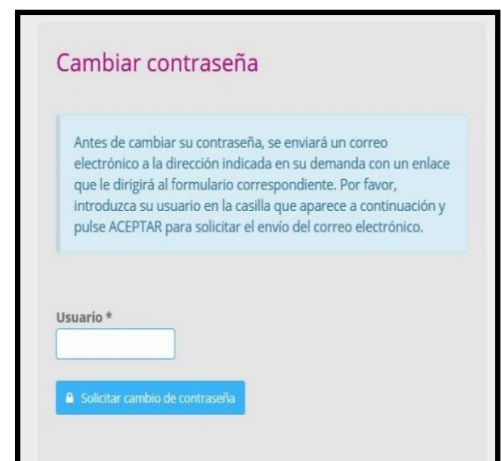 Cambiar contraseña
Antes de cambiar su contraseña, se enviará un correo
electrónico a la dirección indicada en su demanda con un enlace
que le dirigirá al formulario correspondiente. Por favor,
introduzca su usuario en la casilla que aparece a continuación y
pulse ACEPTAR para solicitar el envío del correo electrónico.
Usuario *
Solicitar cambio de contraseña